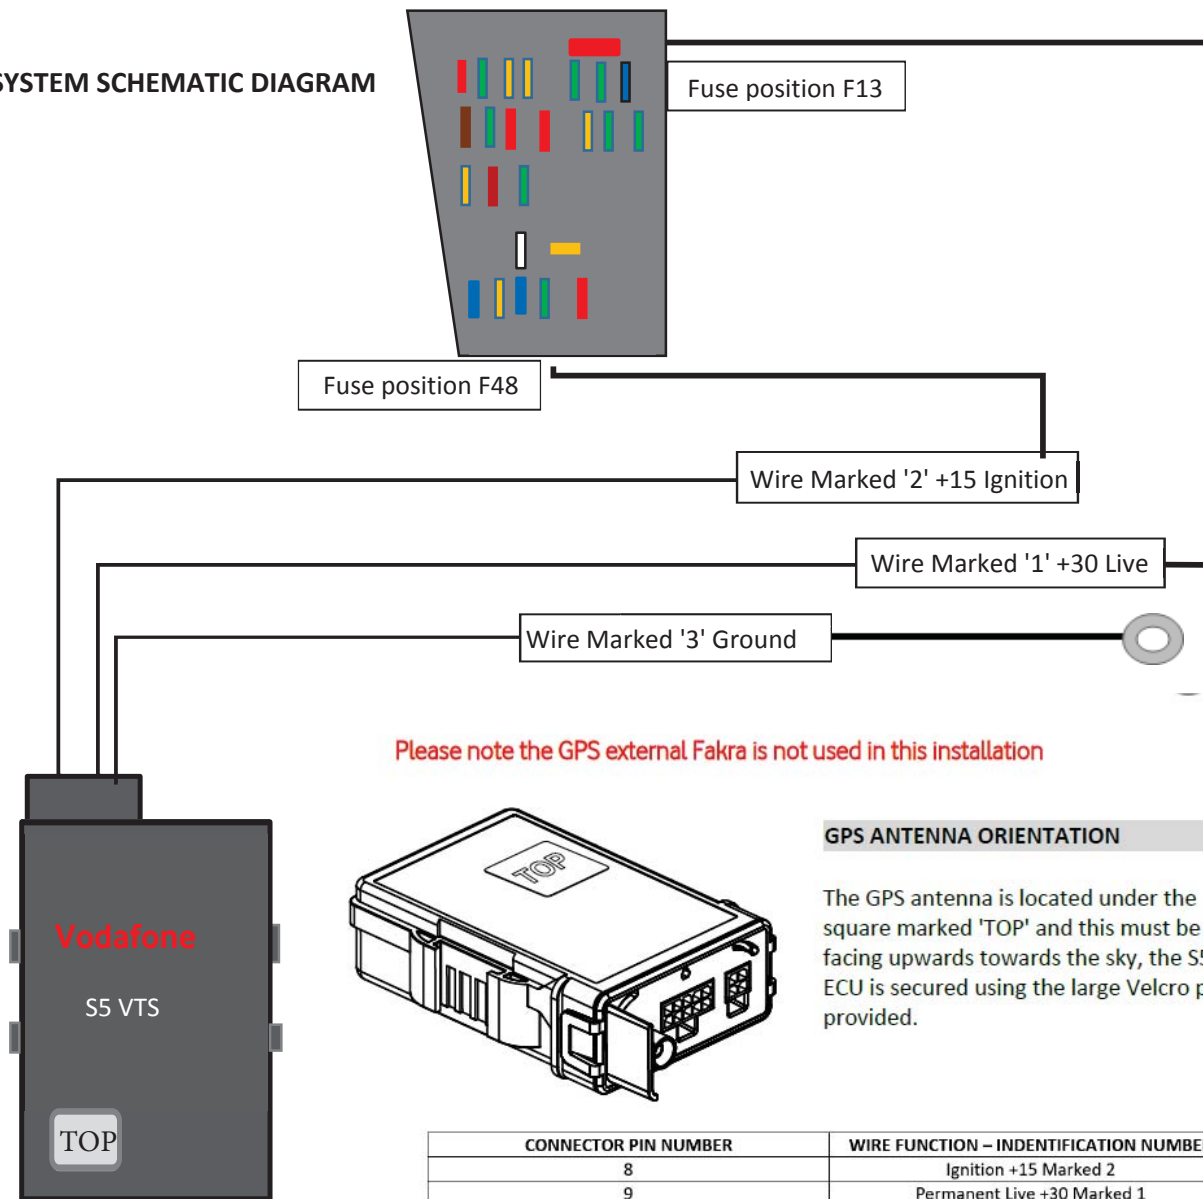 SYSTEM SCHEMATIC DIAGRAM
Fuse position F13
Fuse position F48
Wire Marked '2' +15 Ignition
Wire Marked '1' +30 Live
Wire Marked '3' Ground
Please note the GPS external Fakra is not used in this installation
Vodafone
S5 VTS
TOP
TOP
GPS ANTENNA ORIENTATION
The GPS antenna is located under the
square marked 'TOP' and this must be
facing upwards towards the sky, the S5
ECU is secured using the large Velcro
provided.
CONNECTOR PIN NUMBER
WIRE FUNCTION – INDENTIFICATION NUMBE
8
Ignition +15 Marked 2
9
Permanent Live +30 Marked 1